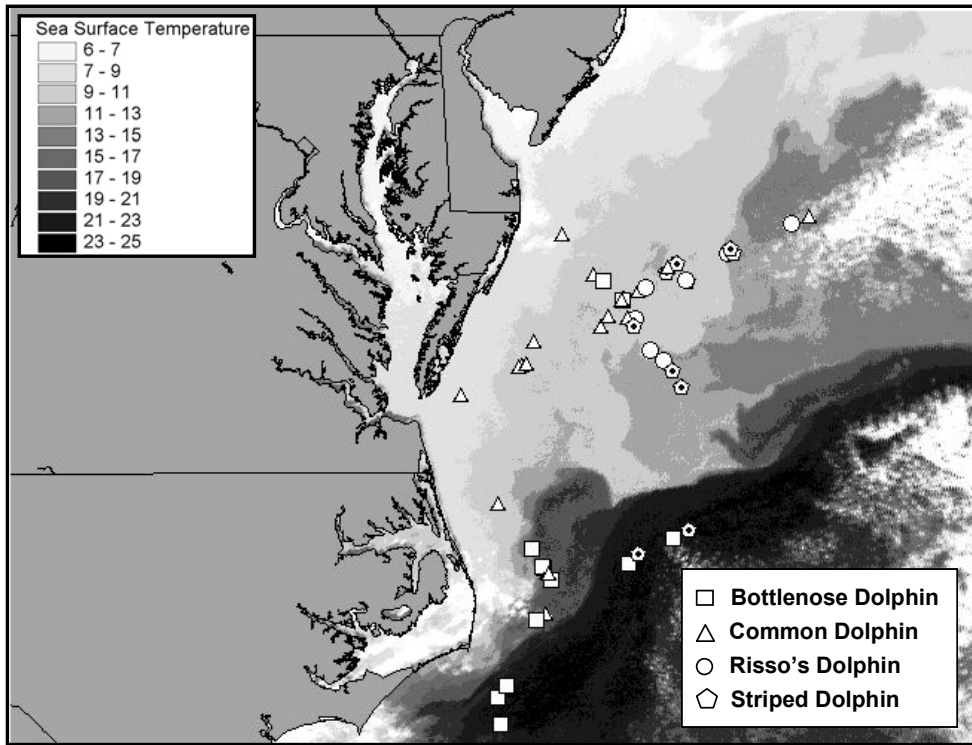 Sea Surface Temperature
6 - 7
7 - 9
9 - 11
11 - 13
13 - 15
15 - 17
17 - 19
19 - 21
21 - 23
23 - 25
Bottlenose Dolphin
Common Dolphin
Risso's Dolphin
Striped Dolphin